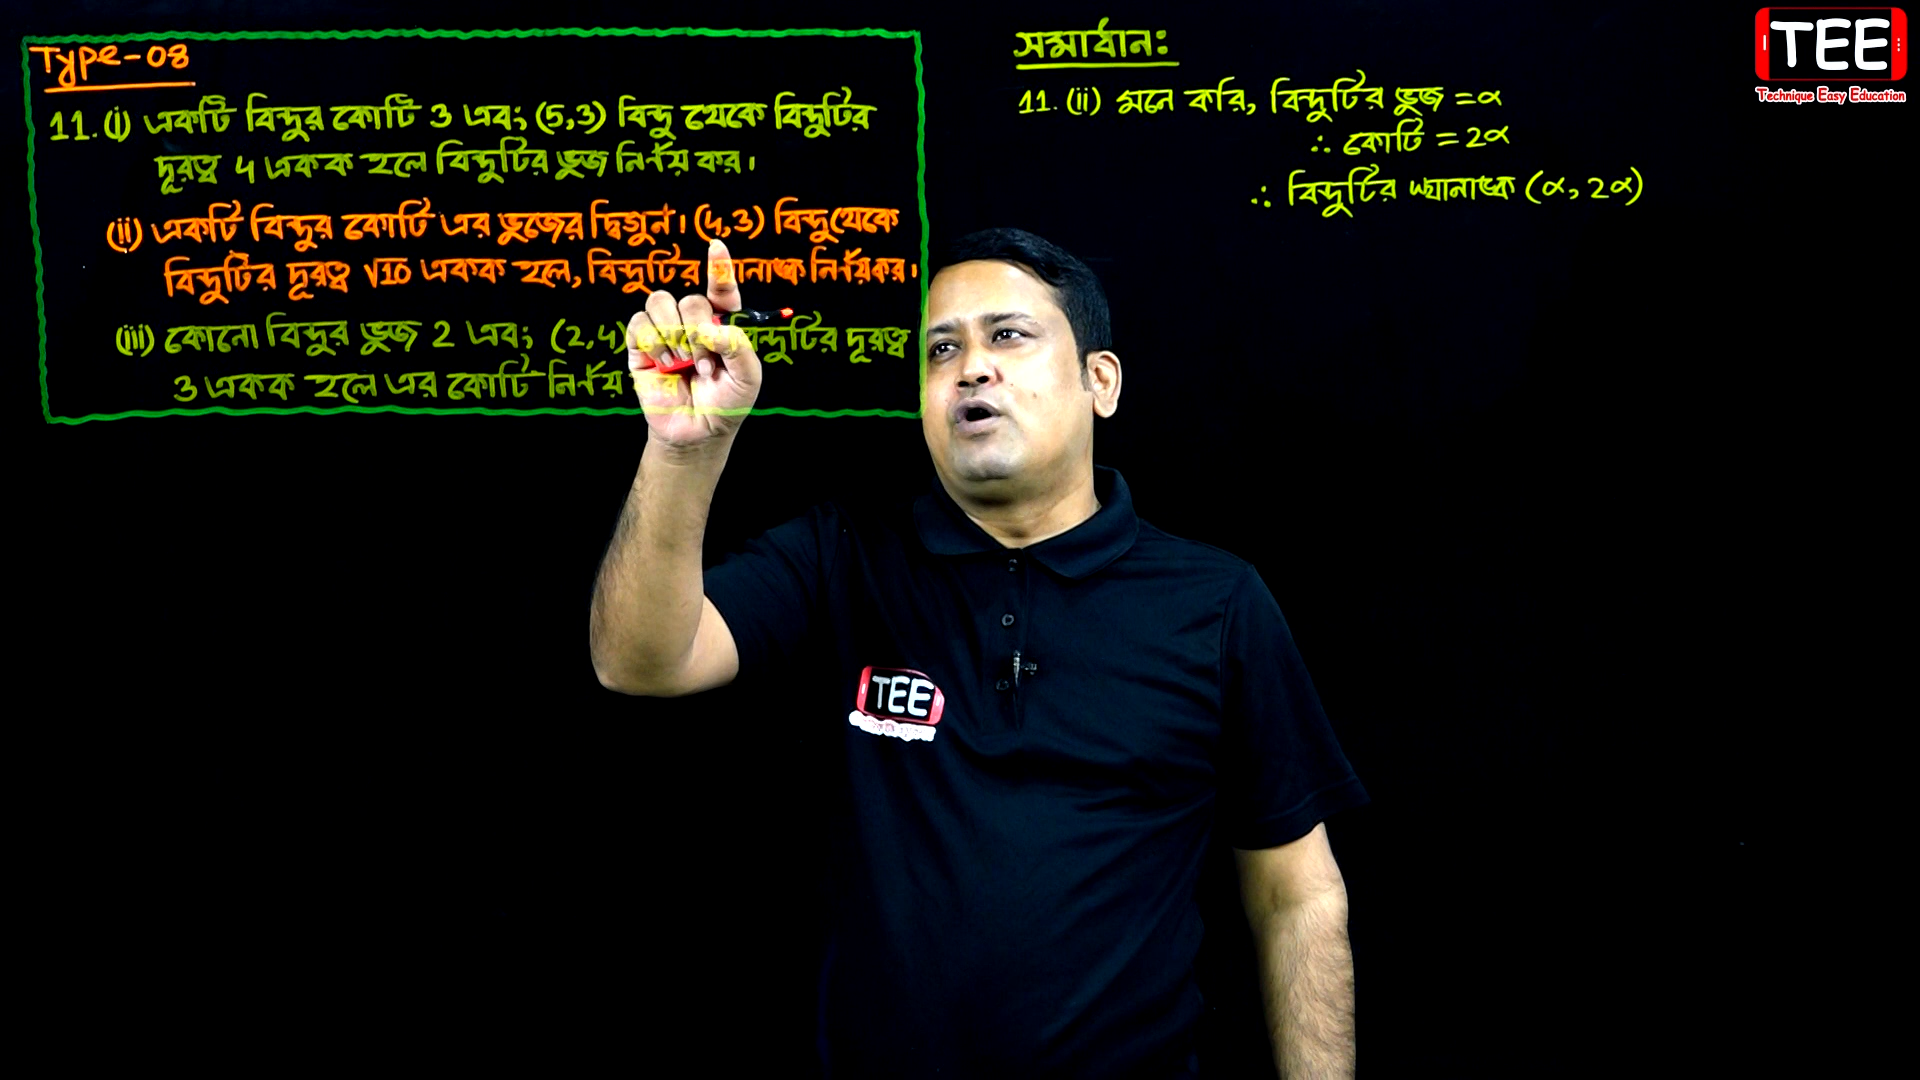 Type-08
11. (i) একটি বিন্দুর কোটি 3 এবং (5,3) বিন্দু থেকে বিন্দুটির
দূরত্ব 4 একক হলে বিন্দুটির ভুজ নির্ণয় কর।
(ii) একটি বিন্দুর কোটি এর ভুজের দ্বিগুন। (4,3) বিন্দু থেকে
বিন্দুটির দূরত্ব √10 একক হলে, বিন্দুটির নির্ণয় কর।
(iii) কোনো বিন্দুর ভুজ 2 এবং (2,4) থেকে বিন্দুটির দূরত্ব
3 একক হলে এর কোটি নির্ণয়
সমাধান:
11. (ii) মনে করি, বিন্দুটির ভুজ = α
∴ কোটি = 2α
∴ বিন্দুটির স্থানাঙ্ক (α, 2α)
TEE
Technique Easy Education
TEE